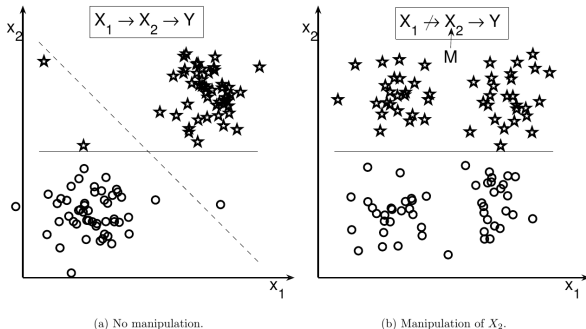 X₁ → X₂ → Y
x₂
x₁
(a) No manipulation.
X₁ ↛ X₂ → Y
M
x₂
x₁
(b) Manipulation of X₂.